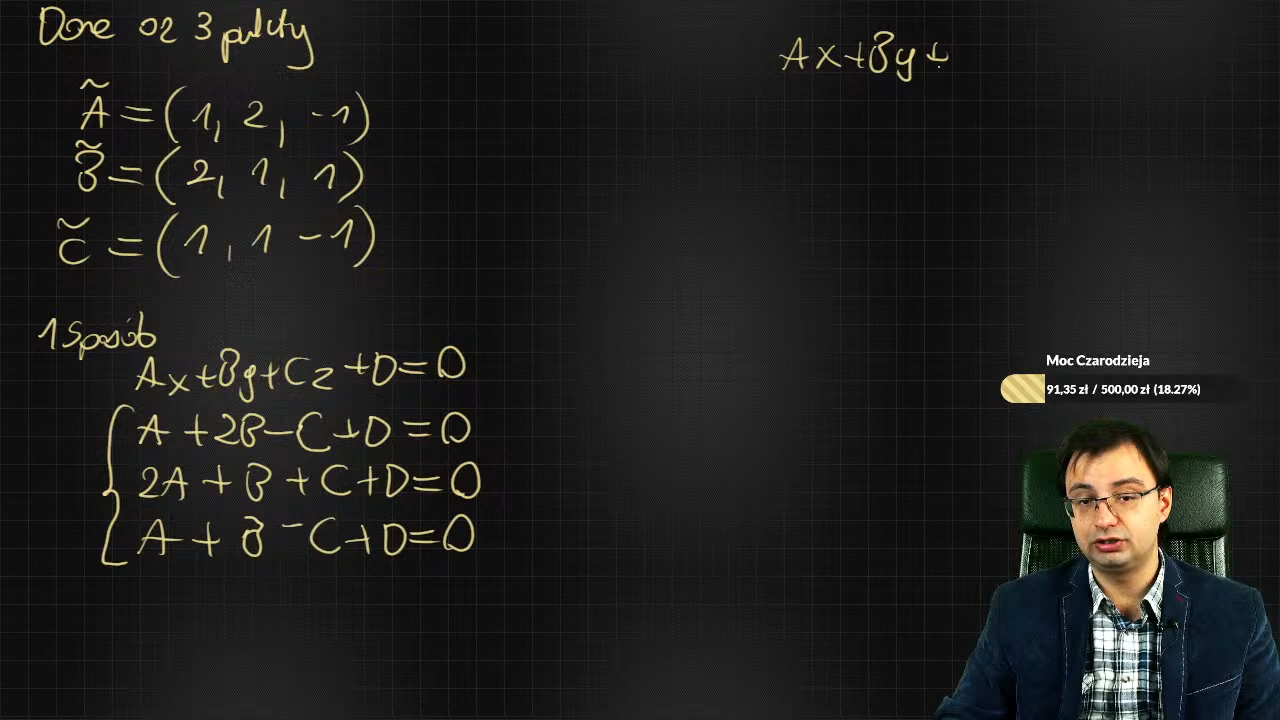 Dane są 3 punkty
Ã = (1, 2, -1)
B̃ = (2, 1, 1)
C̃ = (1, 1 -1)
1 sposób
Ax+By+Cz+D=0
A+2B-C+D=0
2A+B+C+D=0
A+B-C+D=0
Ax+By+
Moc Czarodzieja
91,35 zł / 500,00 zł (18.27%)